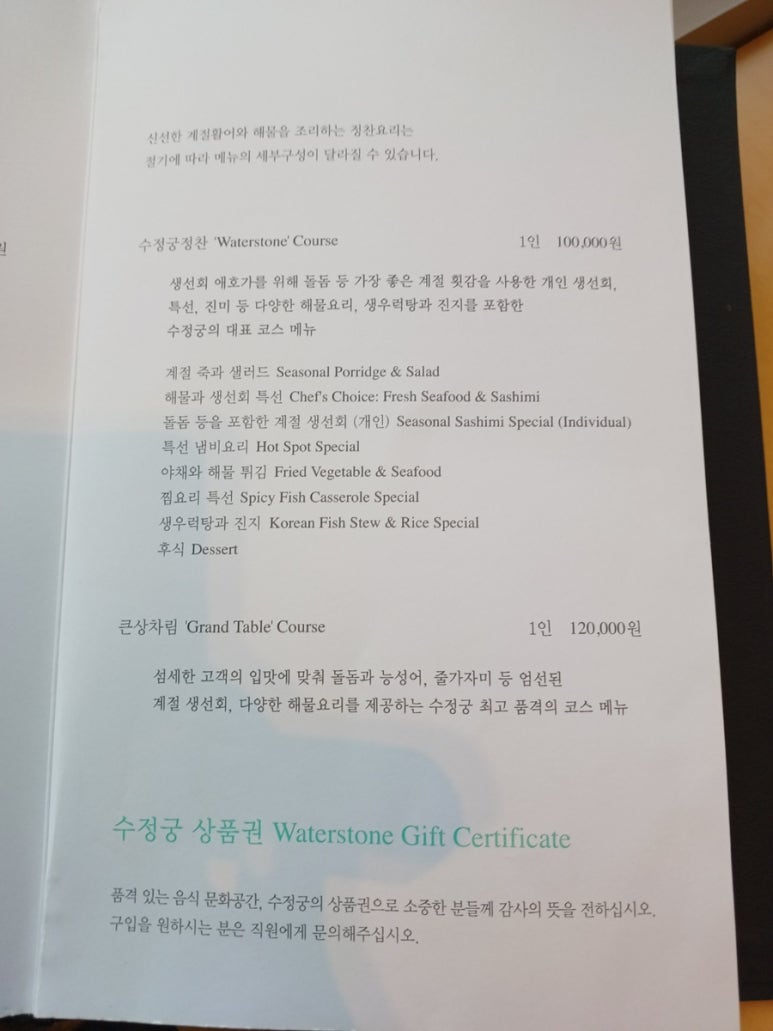 신선한 계절활어와 해물을 조리하는 정찬요리는
절기에 따라 메뉴의 세부구성이 달라질 수 있습니다.
원
수정궁정찬 'Waterstone' Course 1인 100,000원
생선회 애호가를 위해 돌돔 등 가장 좋은 계절 횟감을 사용한 개인 생선회,
특선, 진미 등 다양한 해물요리, 생우럭탕과 진지를 포함한
수정궁의 대표 코스 메뉴
계절 죽과 샐러드 Seasonal Porridge & Salad
해물과 생선회 특선 Chef's Choice: Fresh Seafood & Sashimi
돌돔 등을 포함한 계절 생선회 (개인) Seasonal Sashimi Special (Individual)
특선 냄비요리 Hot Spot Special
야채와 해물 튀김 Fried Vegetable & Seafood
찜요리 특선 Spicy Fish Casserole Special
생우럭탕과 진지 Korean Fish Stew & Rice Special
후식 Dessert
큰상차림 'Grand Table' Course 1인 120,000원
섬세한 고객의 입맛에 맞춰 돌돔과 능성어, 줄가자미 등 엄선된
계절 생선회, 다양한 해물요리를 제공하는 수정궁 최고 품격의 코스 메뉴
수정궁 상품권 Waterstone Gift Certificate
품격 있는 음식 문화공간, 수정궁의 상품권으로 소중한 분들께 감사의 뜻을 전하십시오.
구입을 원하시는 분은 직원에게 문의해주십시오.